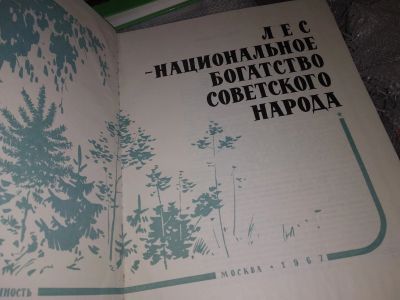 ЛЕС
-НАЦИОНАЛЬНОЕ
БОГАТСТВО
СОВЕТСКОГО
НАРОДА
МОСКВА • 1967